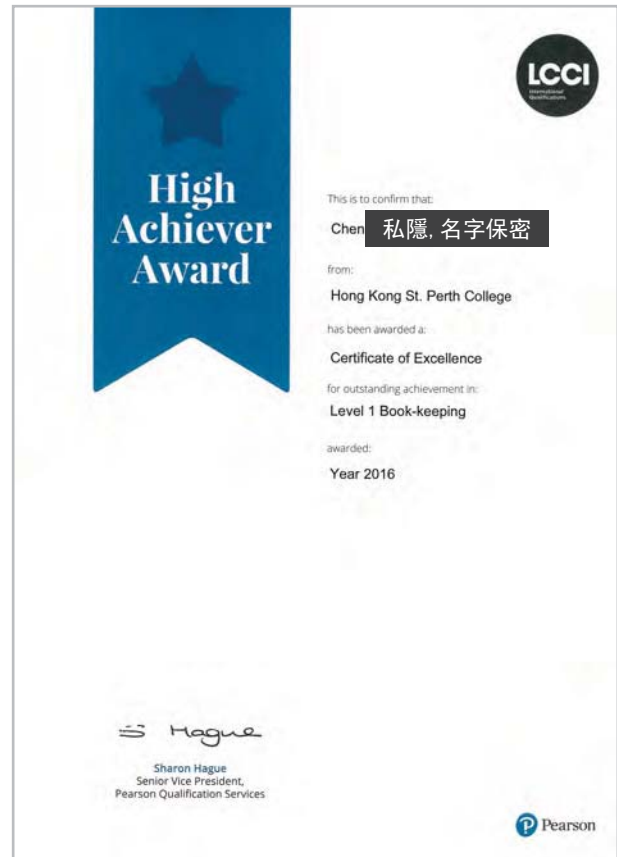 LCCI
International
Qualifications
High
Achiever
Award
This is to confirm that:
Chen 私隱, 名字保密
from:
Hong Kong St. Perth College
has been awarded a:
Certificate of Excellence
for outstanding achievement in:
Level 1 Book-keeping
awarded:
Year 2016
S Hague
Sharon Hague
Senior Vice President,
Pearson Qualification Services
Pearson